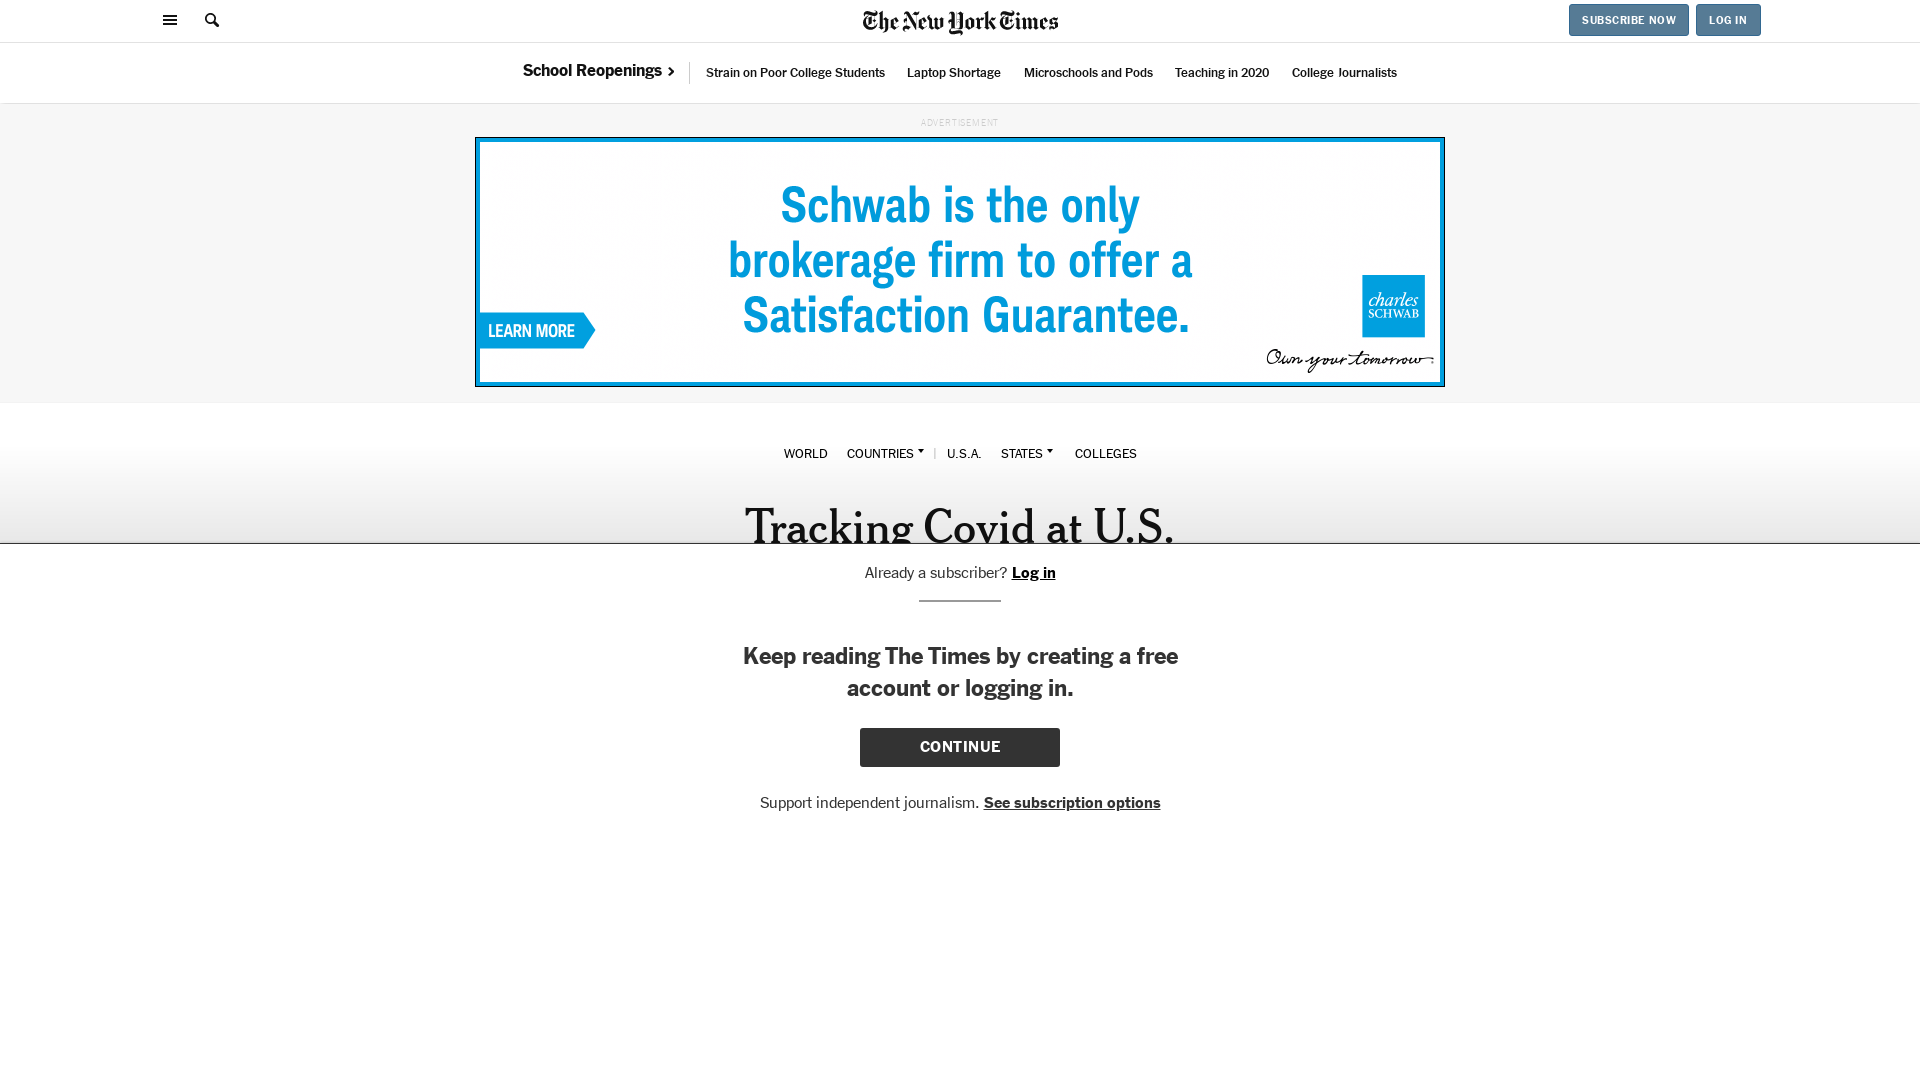 The New York Times
SUBSCRIBE NOW
LOG IN
School Reopenings
Strain on Poor College Students
Laptop Shortage
Microschools and Pods
Teaching in 2020
College Journalists
ADVERTISEMENT
Schwab is the only
brokerage firm to offer a
Satisfaction Guarantee.
LEARN MORE
charles
SCHWAB
Own your tomorrow
WORLD
COUNTRIES
U.S.A.
STATES
COLLEGES
Tracking Covid at U.S.
Already a subscriber? Log in
Keep reading The Times by creating a free
account or logging in.
CONTINUE
Support independent journalism. See subscription options